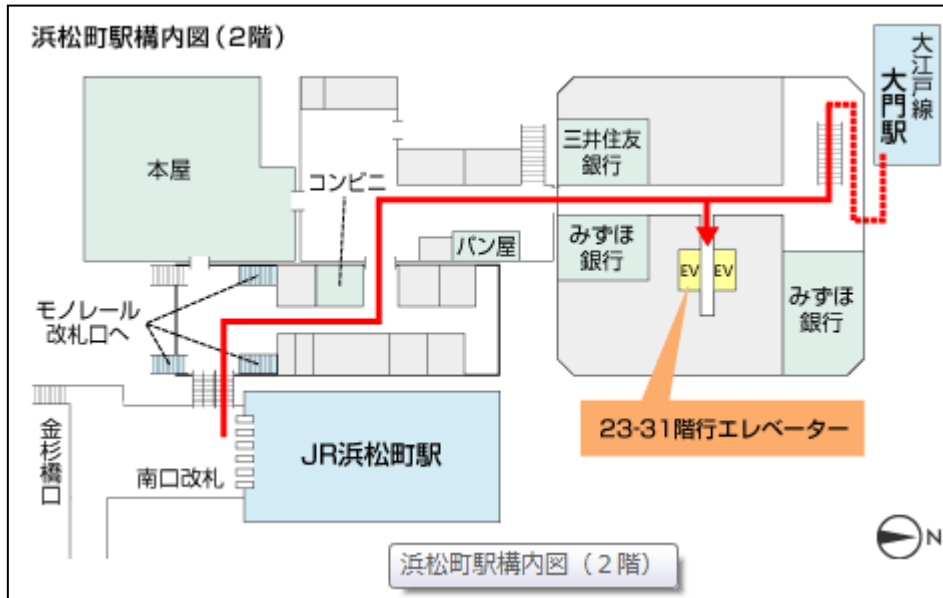 浜松町駅構内図(2階)
大江戸線
大門駅
本屋
コンビニ
三井住友
銀行
みずほ
銀行
パン屋
EV
EV
みずほ
銀行
モノレール
改札口へ
23-31階行エレベーター
金杉橋口
南口改札
JR浜松町駅
N
浜松町駅構内図(2階)